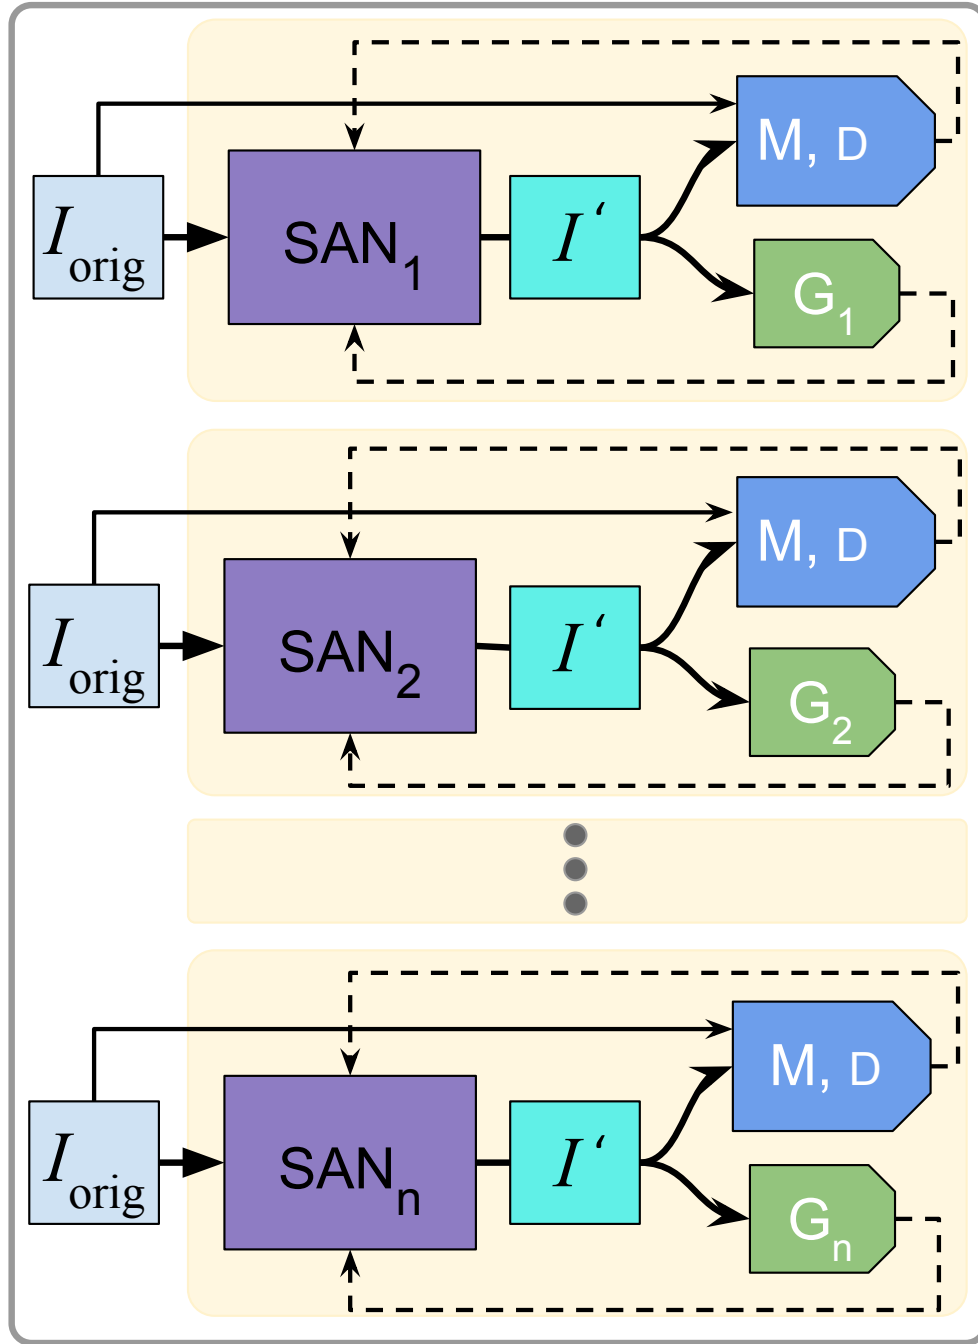 M, D
I orig
SAN1
I ‘
G1
M, D
I orig
SAN2
I ‘
G2
M, D
I orig
SANn
I ‘
Gn